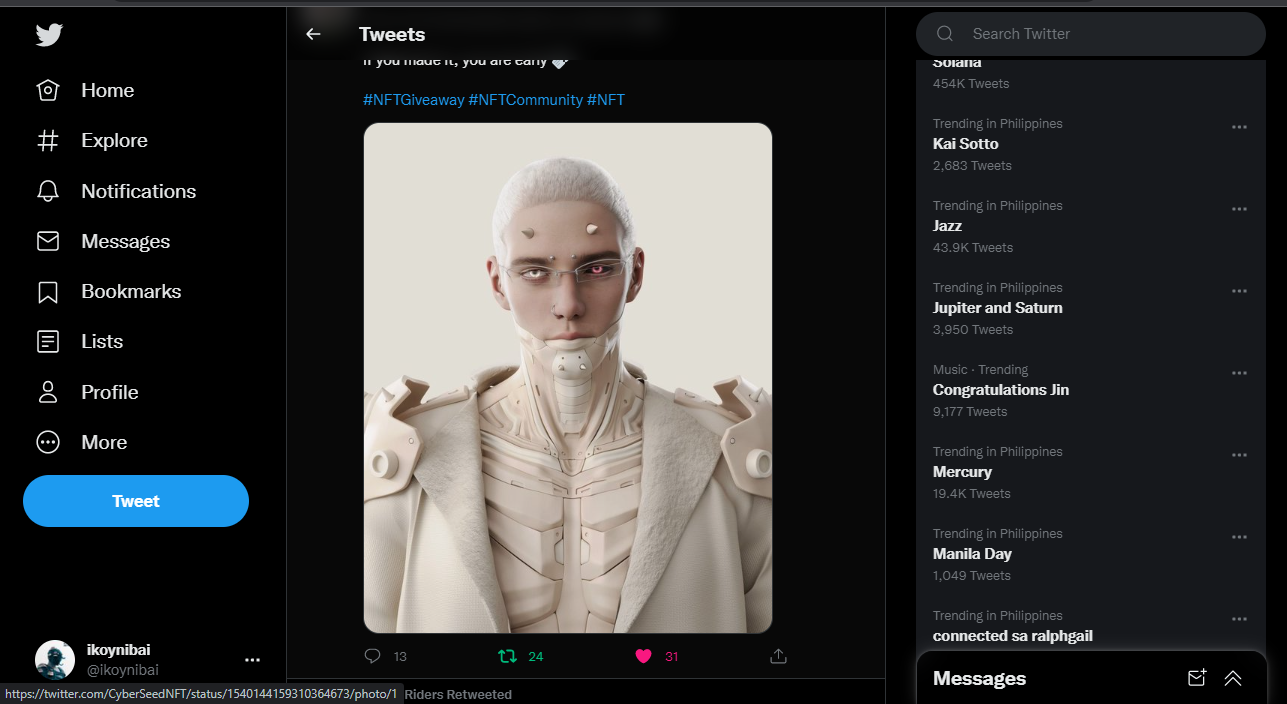 Home
Explore
Notifications
Messages
Bookmarks
Lists
Profile
More
Tweet
ikoynibai
@ikoynibai
https://twitter.com/CyberSeedNFT/status/1540144159310364673/photo/1
Tweets
If you made it, you are early
#NFTGiveaway #NFTCommunity #NFT
13 24 31
Riders Retweeted
Search Twitter
Solana
454K Tweets
Trending in Philippines
Kai Sotto
2,683 Tweets
Trending in Philippines
Jazz
43.9K Tweets
Trending in Philippines
Jupiter and Saturn
3,950 Tweets
Music · Trending
Congratulations Jin
9,177 Tweets
Trending in Philippines
Mercury
19.4K Tweets
Trending in Philippines
Manila Day
1,049 Tweets
Trending in Philippines
connected sa ralphgail
Messages